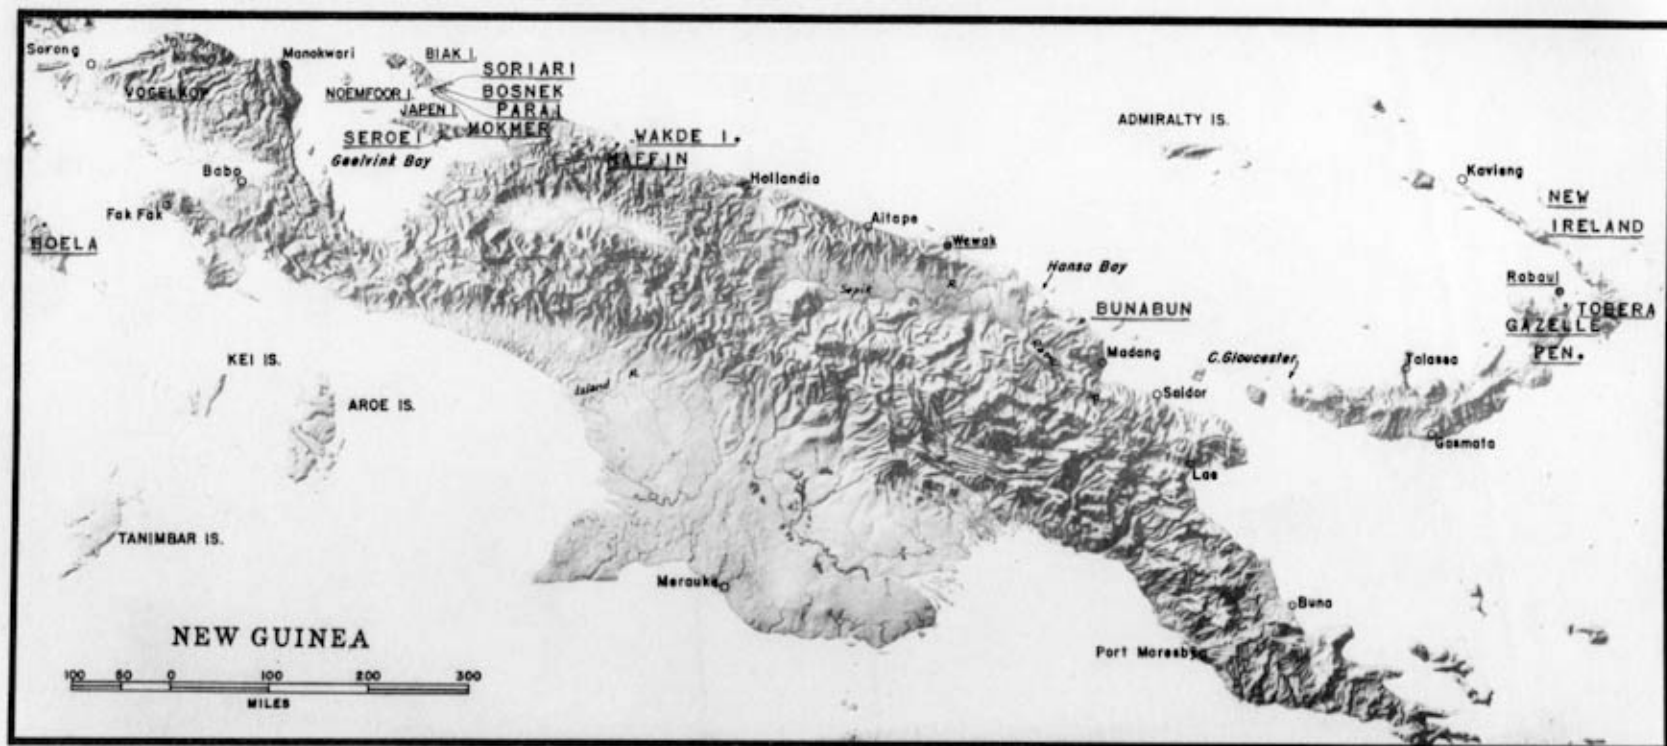 Sorong
Manokwari
BIAK I.
SORIARI
VOGELKOP
NOEMFOOR I.
BOSNEK
JAPEN I.
PARAI
MOKMER
SEROEI
WAKDE I.
Geelvink Bay
MAFFIN
ADMIRALTY IS.
Babo
Hollandia
Kavieng
Fak Fak
Aitape
NEW
IRELAND
BOELA
Wewak
Hansa Bay
Sepik R.
Rabaul
BUNABUN
TOBERA
GAZELLE
PEN.
KEI IS.
Madang
C. Gloucester
Talasea
Island R.
Saidor
AROE IS.
Gasmata
Lae
TANIMBAR IS.
Merauke
Buna
NEW GUINEA
Port Moresby
100 50 0 100 200 300
MILES